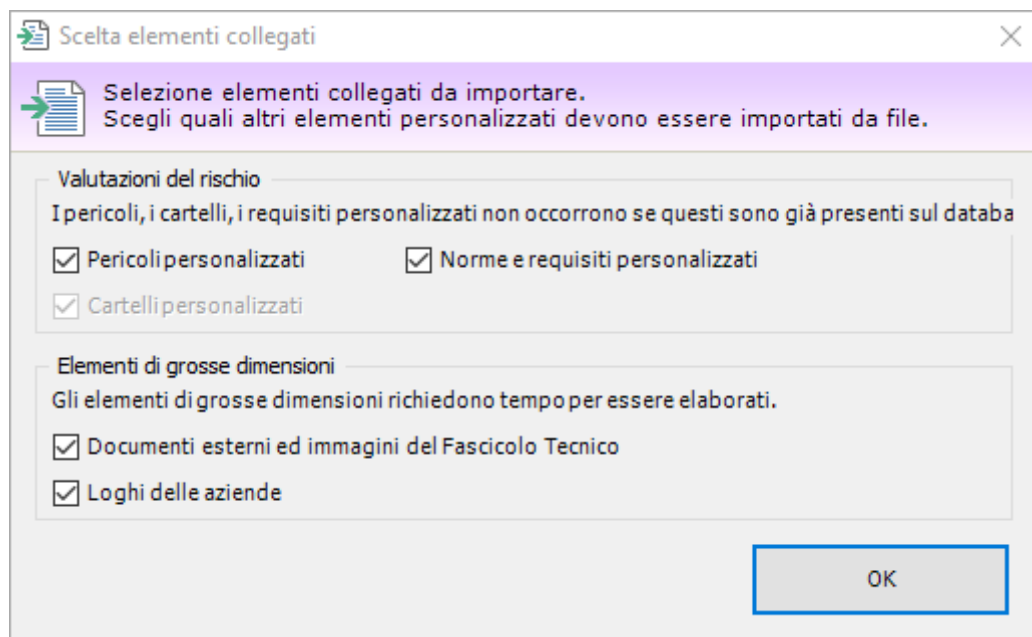 Scelta elementi collegati
Selezione elementi collegati da importare.
Scegli quali altri elementi personalizzati devono essere importati da file.
Valutazioni del rischio
I pericoli, i cartelli, i requisiti personalizzati non occorrono se questi sono già presenti sul databa
Pericoli personalizzati Norme e requisiti personalizzati
Cartelli personalizzati
Elementi di grosse dimensioni
Gli elementi di grosse dimensioni richiedono tempo per essere elaborati.
Documenti esterni ed immagini del Fascicolo Tecnico
Loghi delle aziende
OK